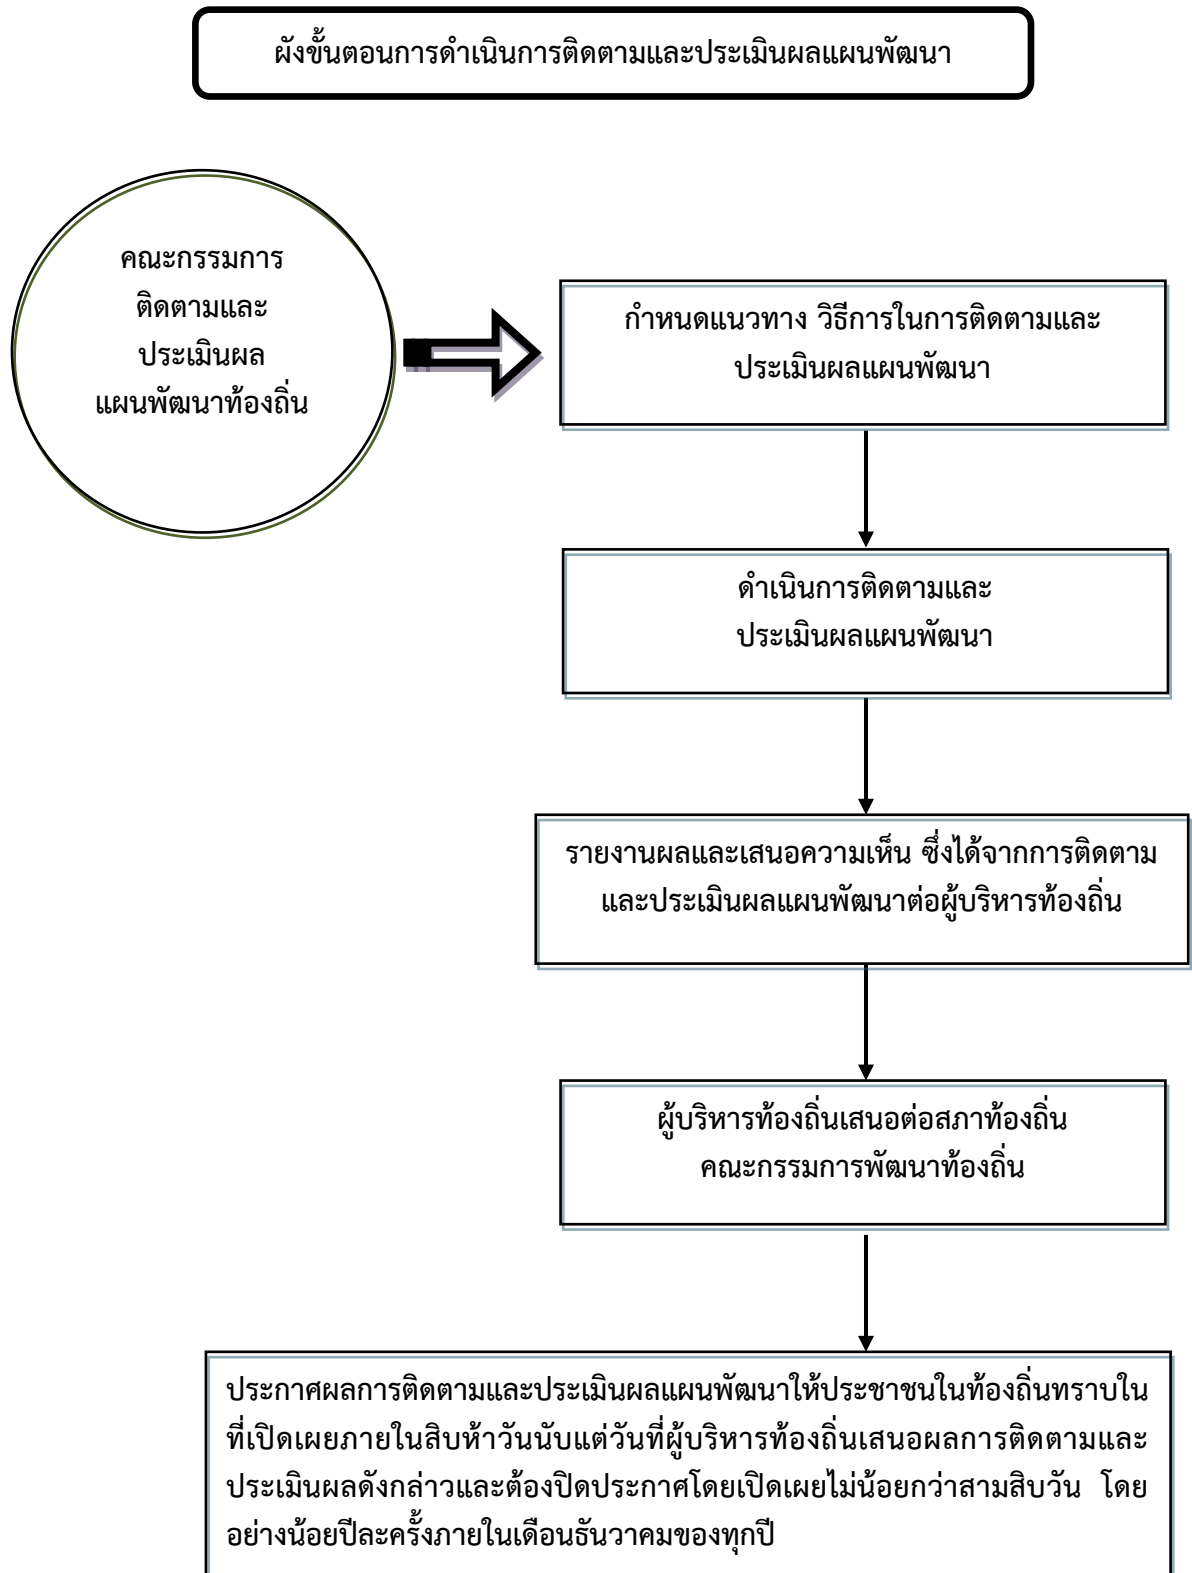 ผังขั้นตอนการดำเนินการติดตามและประเมินผลแผนพัฒนา
คณะกรรมการ
ติดตามและ
ประเมินผล
แผนพัฒนาท้องถิ่น
กำหนดแนวทาง วิธีการในการติดตามและ
ประเมินผลแผนพัฒนา
ดำเนินการติดตามและ
ประเมินผลแผนพัฒนา
รายงานผลและเสนอความเห็น ซึ่งได้จากการติดตาม
และประเมินผลแผนพัฒนาต่อผู้บริหารท้องถิ่น
ผู้บริหารท้องถิ่นเสนอต่อสภาท้องถิ่น
คณะกรรมการพัฒนาท้องถิ่น
ประกาศผลการติดตามและประเมินผลแผนพัฒนาให้ประชาชนในท้องถิ่นทราบใน
ที่เปิดเผยภายในสิบห้าวันนับแต่วันที่ผู้บริหารท้องถิ่นเสนอผลการติดตามและ
ประเมินผลดังกล่าวและต้องปิดประกาศโดยเปิดเผยไม่น้อยกว่าสามสิบวัน โดย
อย่างน้อยปีละครั้งภายในเดือนธันวาคมของทุกปี